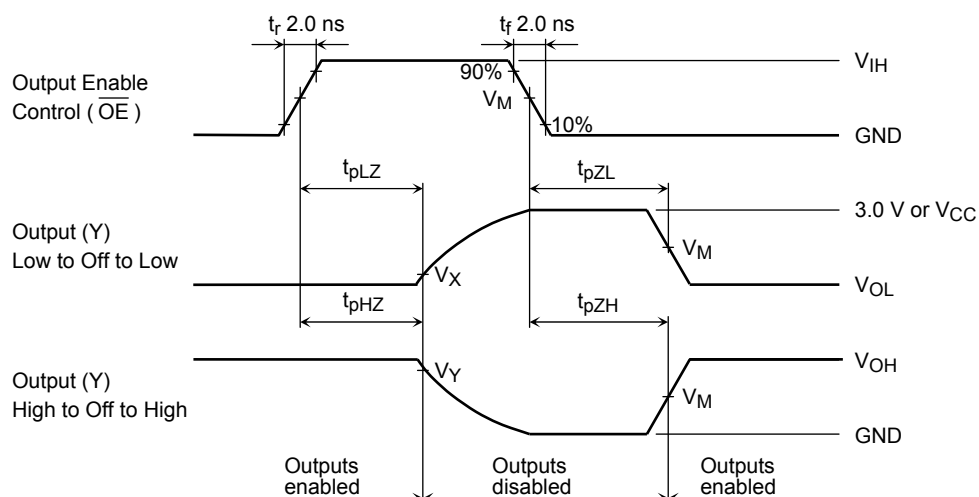 tr 2.0 ns
tf 2.0 ns
Output Enable
Control ( OE )
90%
VM
10%
VIH
GND
tpLZ
tpZL
Output (Y)
Low to Off to Low
VX
VM
3.0 V or VCC
VOL
tpHZ
tpZH
Output (Y)
High to Off to High
VY
VM
VOH
GND
Outputs
enabled
Outputs
disabled
Outputs
enabled